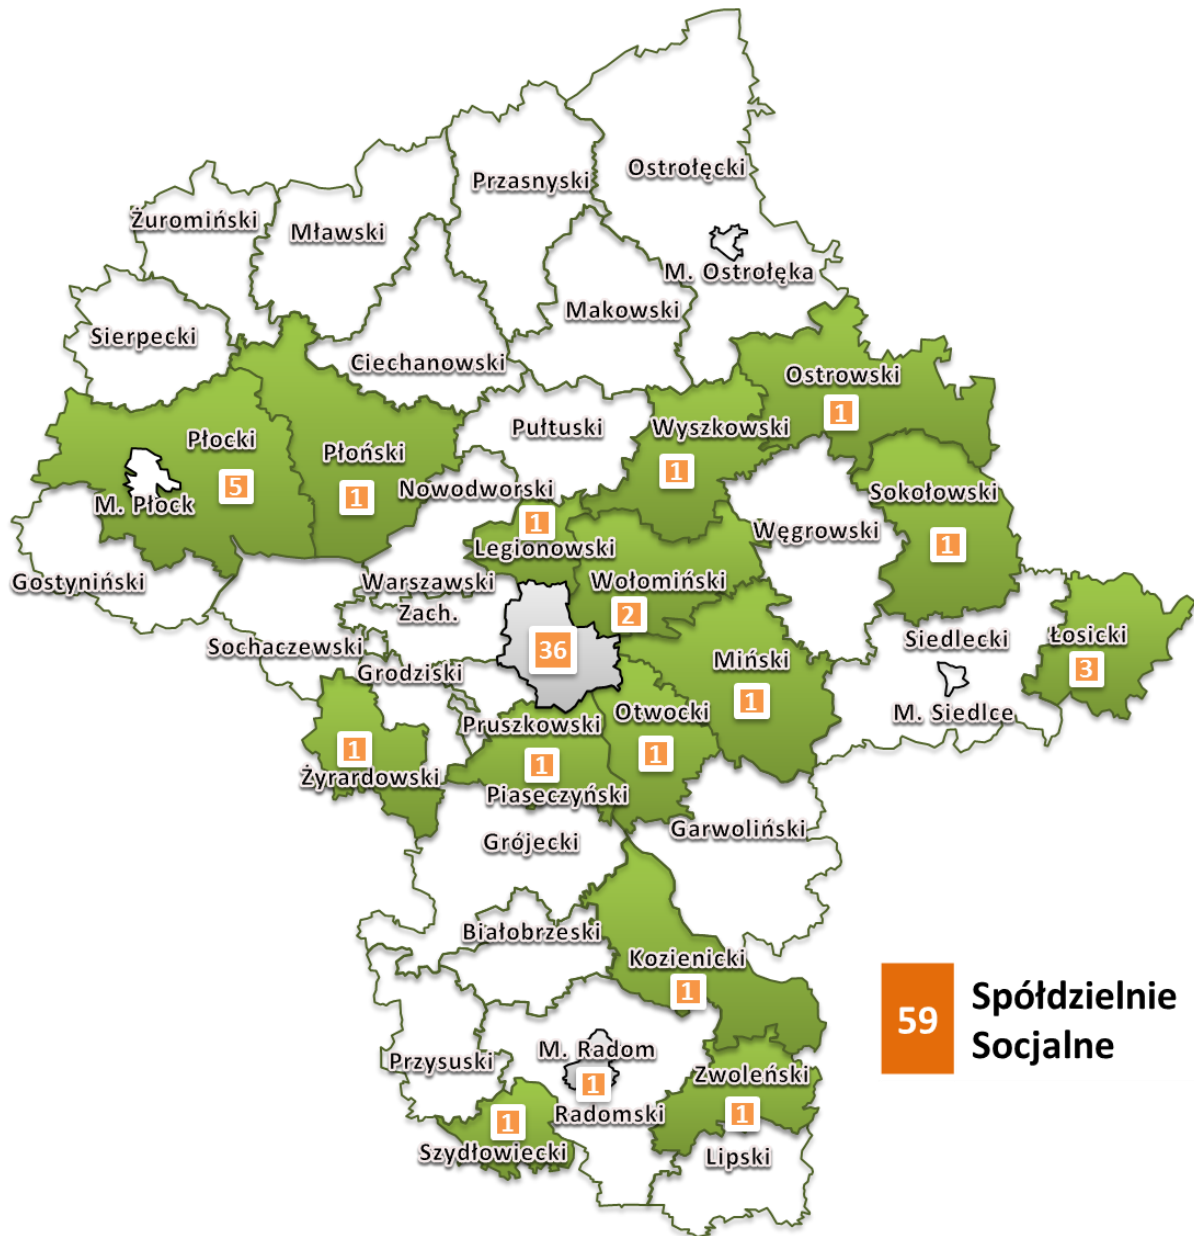 Ostrołęcki
Przasnyski
Żuromiński
Mławski
M. Ostrołęka
Makowski
Sierpecki
Ciechanowski
Ostrowski
1
Płocki
5
Płoński
1
Pułtuski
Wyszkowski
1
M. Płock
Nowodworski
Sokołowski
1
1
Legionowski
Węgrowski
Gostyniński
Warszawski
Zach.
Wołomiński
2
Sochaczewski
36
Siedlecki
Łosicki
3
Grodziski
Miński
1
M. Siedlce
Pruszkowski
Otwocki
1
1
Żyrardowski
1
Piaseczyński
Garwoliński
Grójecki
Białobrzeski
Kozienicki
1
59
Spółdzielnie
Socjalne
Przysuski
M. Radom
1
Radomski
Zwoleński
1
1
Szydłowiecki
Lipski